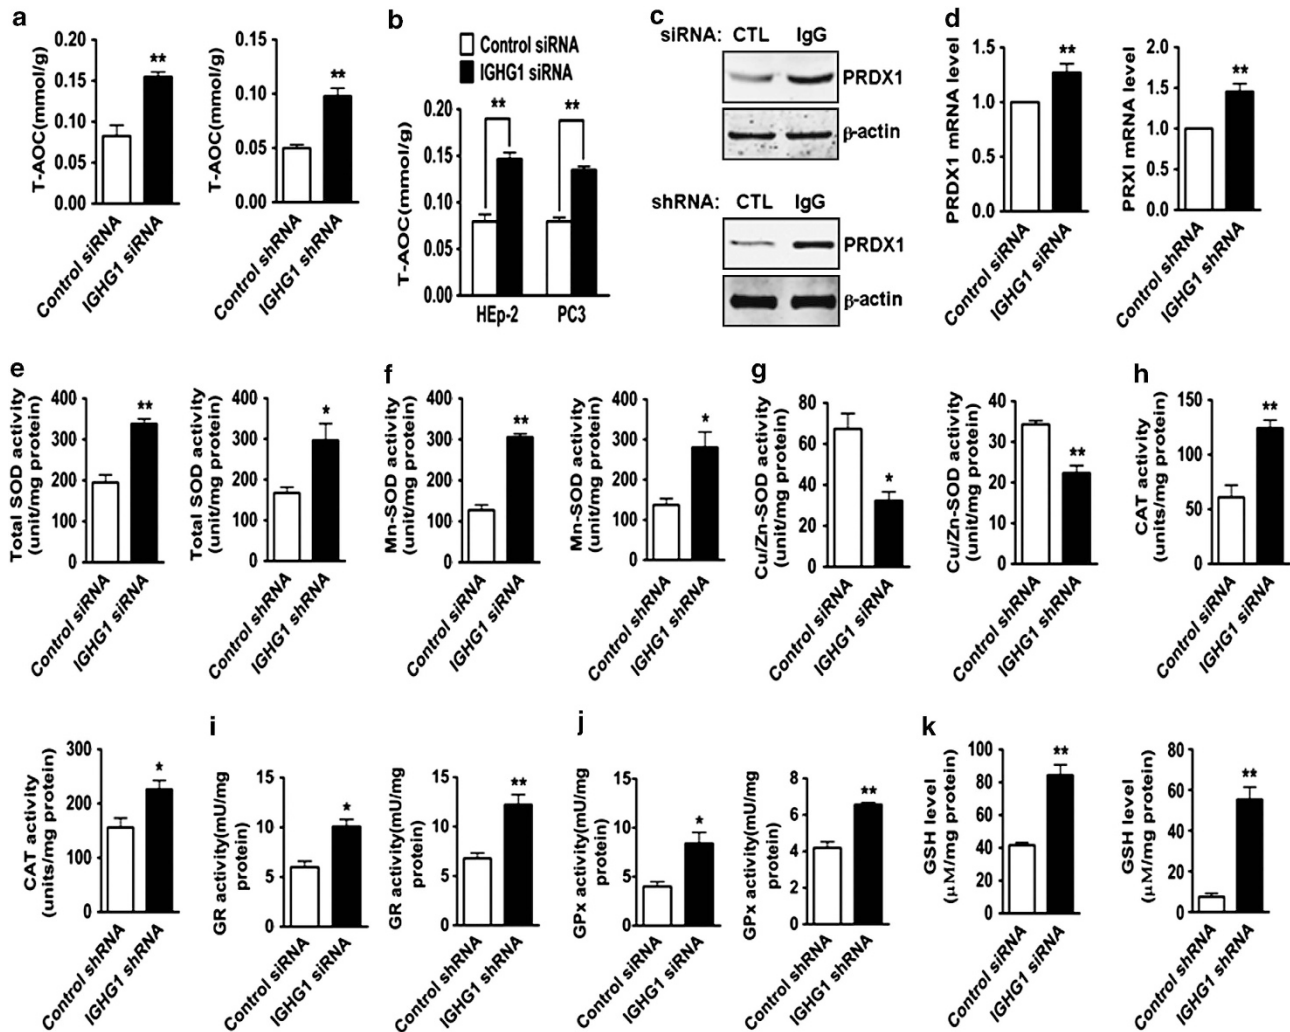 a
T-AOC(mmol/g)
0.20
0.15
0.10
0.05
0.00
**
Control siRNA
IGHG1 siRNA
T-AOC(mmol/g)
0.20
0.15
0.10
0.05
0.00
**
Control shRNA
IGHG1 shRNA
b
Control siRNA
IGHG1 siRNA
T-AOC(mmol/g)
0.20
0.15
0.10
0.05
0.00
**
**
HEp-2
PC3
c
siRNA: CTL IgG
PRDX1
β-actin
shRNA: CTL IgG
PRDX1
β-actin
d
PRDX1 mRNA level
1.5
1.0
0.5
0.0
**
Control siRNA
IGHG1 siRNA
PRXI mRNA level
2.0
1.5
1.0
0.5
0.0
**
Control shRNA
IGHG1 shRNA
e
Total SOD activity
(unit/mg protein)
400
300
200
100
0
**
Control siRNA
IGHG1 siRNA
Total SOD activity
(unit/mg protein)
400
300
200
100
0
*
Control shRNA
IGHG1 shRNA
f
Mn-SOD activity
(unit/mg protein)
400
300
200
100
0
**
Control siRNA
IGHG1 siRNA
Mn-SOD activity
(unit/mg protein)
400
300
200
100
0
*
Control shRNA
IGHG1 shRNA
g
Cu/Zn-SOD activity
(unit/mg protein)
80
60
40
20
0
*
Control siRNA
IGHG1 siRNA
Cu/Zn-SOD activity
(unit/mg protein)
40
30
20
10
0
**
Control shRNA
IGHG1 shRNA
h
CAT activity
(units/mg protein)
150
100
50
0
**
Control siRNA
IGHG1 siRNA
CAT activity
(units/mg protein)
300
200
100
0
*
Control shRNA
IGHG1 shRNA
i
GR activity(mU/mg
protein)
15
10
5
0
*
Control siRNA
IGHG1 siRNA
GR activity(mU/mg
protein)
15
10
5
0
**
Control shRNA
IGHG1 shRNA
j
GPx activity(mU/mg
protein)
15
10
5
0
*
Control siRNA
IGHG1 siRNA
GPx activity(mU/mg
protein)
8
6
4
2
0
**
Control shRNA
IGHG1 shRNA
k
GSH level
(μM/mg protein)
100
80
60
40
20
0
**
Control siRNA
IGHG1 siRNA
GSH level
(μM/mg protein)
80
60
40
20
0
**
Control shRNA
IGHG1 shRNA